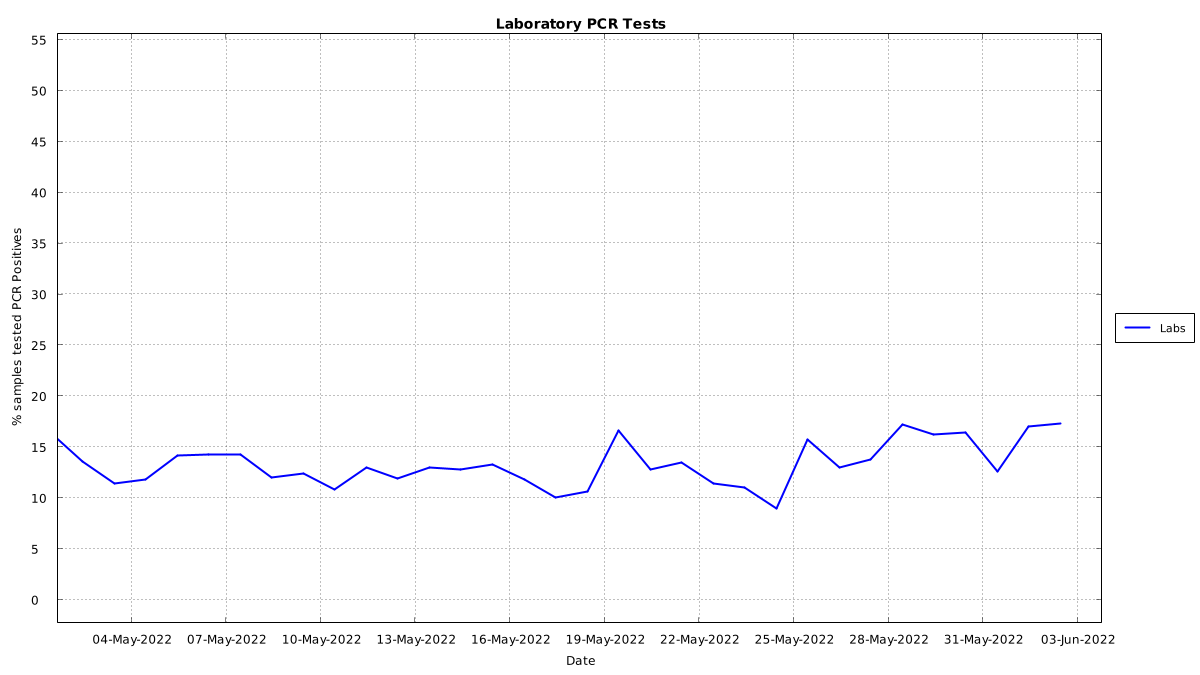 Laboratory PCR Tests
55
50
45
40
35
30
25
20
15
10
5
0
% samples tested PCR Positives
04-May-2022 07-May-2022 10-May-2022 13-May-2022 16-May-2022 19-May-2022 22-May-2022 25-May-2022 28-May-2022 31-May-2022 03-Jun-2022
Date
Labs